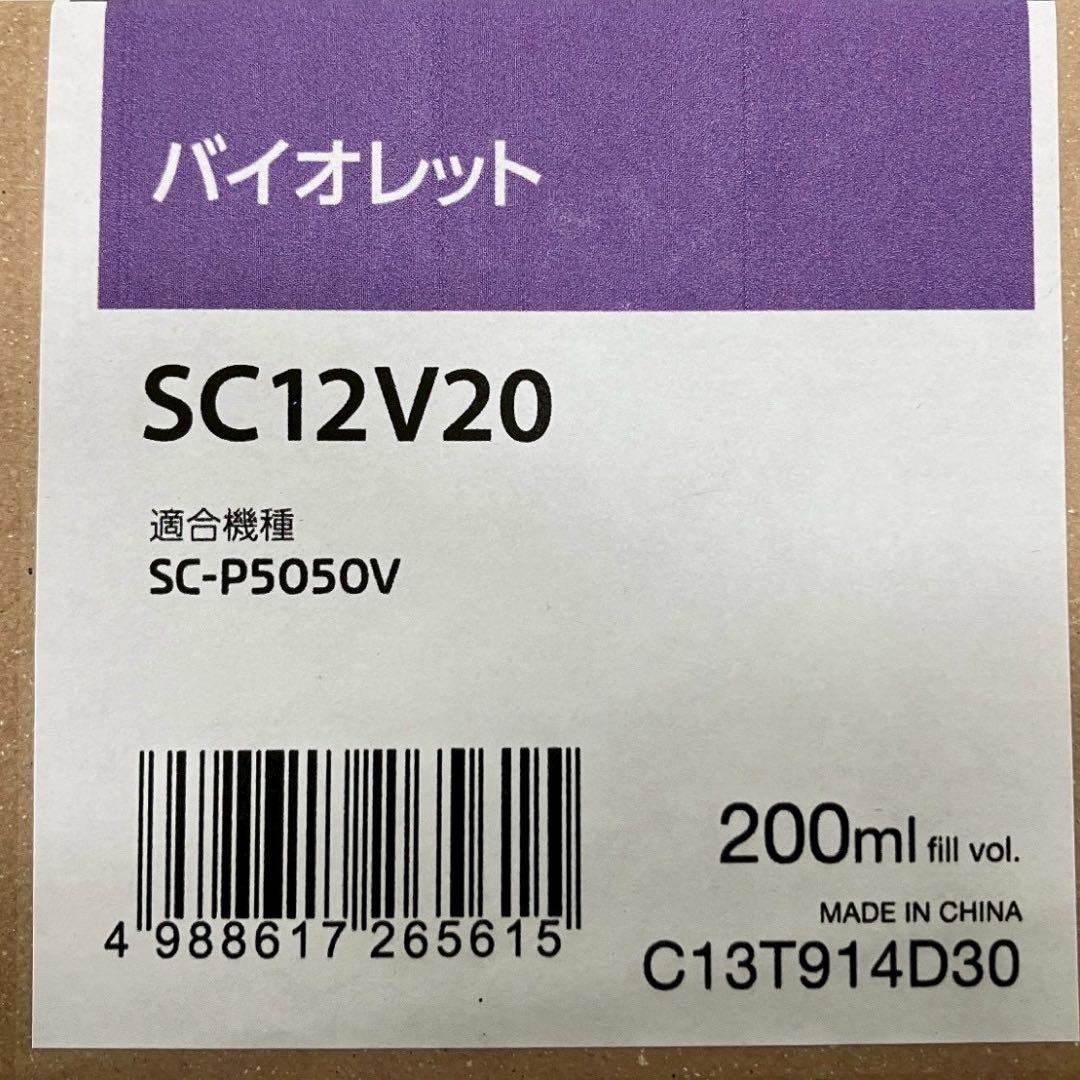 バイオレット
SC12V20
適合機種
SC-P5050V
200ml fill vol.
MADE IN CHINA
4 988617 265615
C13T914D30